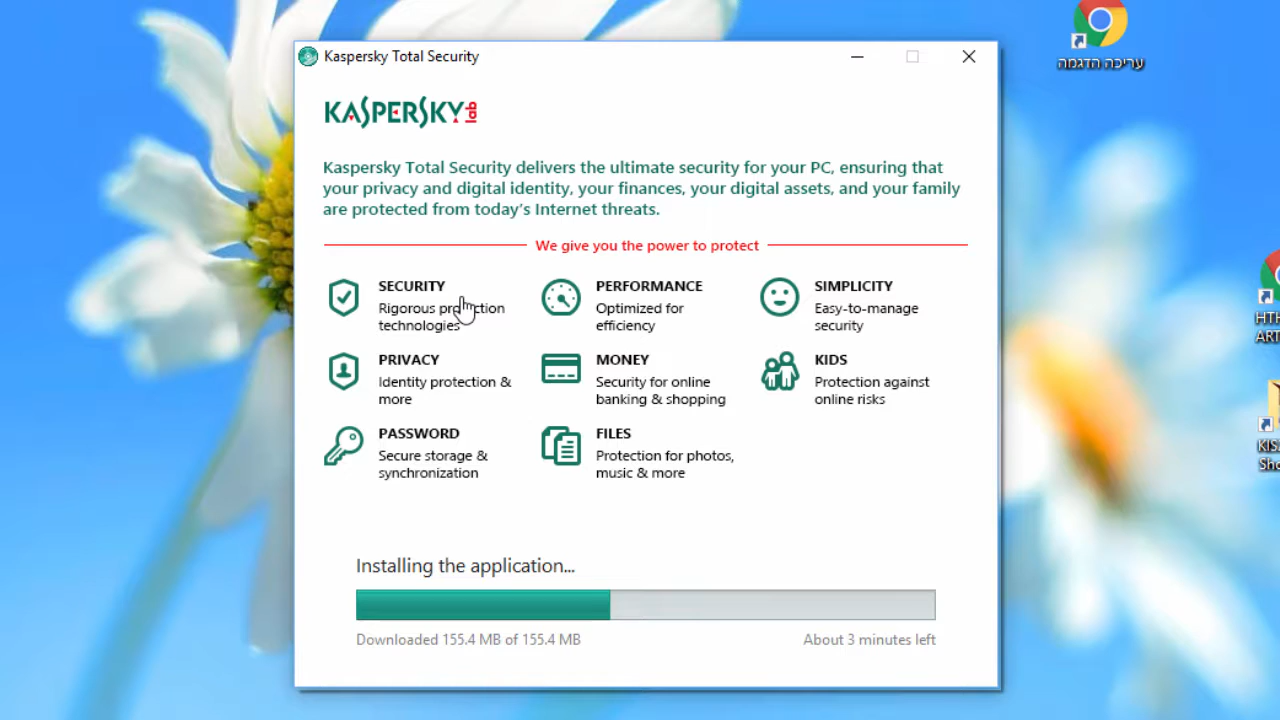 עריכה הדגמה
Kaspersky Total Security
KASPERSKY lab
Kaspersky Total Security delivers the ultimate security for your PC, ensuring that
your privacy and digital identity, your finances, your digital assets, and your family
are protected from today's Internet threats.
We give you the power to protect
SECURITY
Rigorous protection
technologies
PERFORMANCE
Optimized for
efficiency
SIMPLICITY
Easy-to-manage
security
PRIVACY
Identity protection &
more
MONEY
Security for online
banking & shopping
KIDS
Protection against
online risks
PASSWORD
Secure storage &
synchronization
FILES
Protection for photos,
music & more
Installing the application...
Downloaded 155.4 MB of 155.4 MB
About 3 minutes left